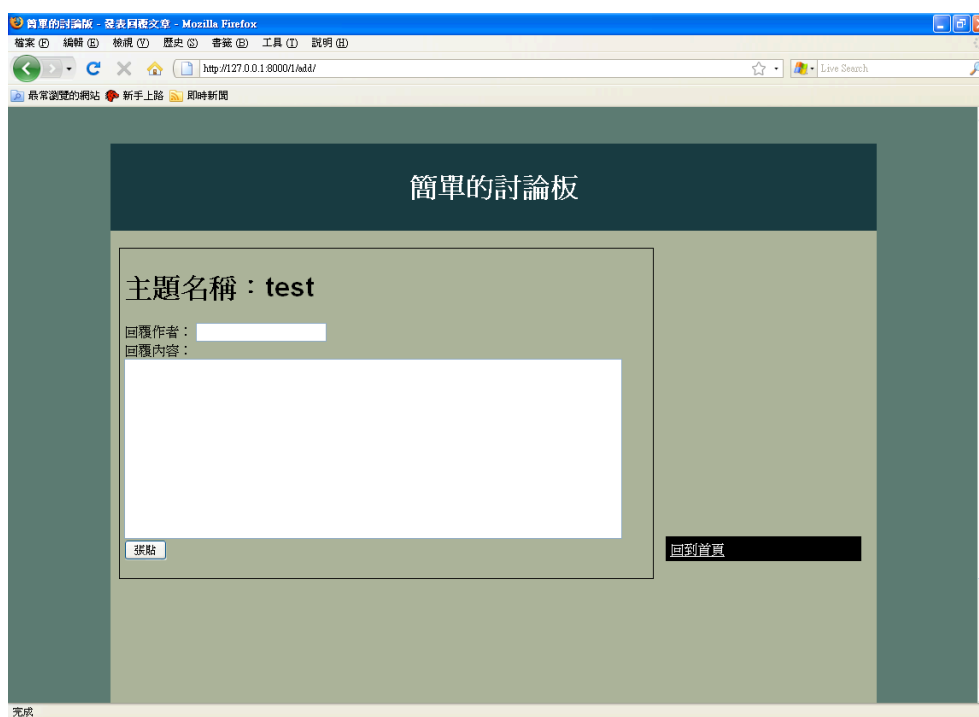 簡單的討論版 - 發表回覆文章 - Mozilla Firefox
檔案(F) 編輯(E) 檢視(V) 歷史(S) 書籤(B) 工具(T) 說明(H)
http://127.0.0.1:8000/1/add/ Live Search
最常瀏覽的網站 新手上路 即時新聞
簡單的討論板
主題名稱：test
回覆作者：
回覆內容：
張貼
回到首頁
完成